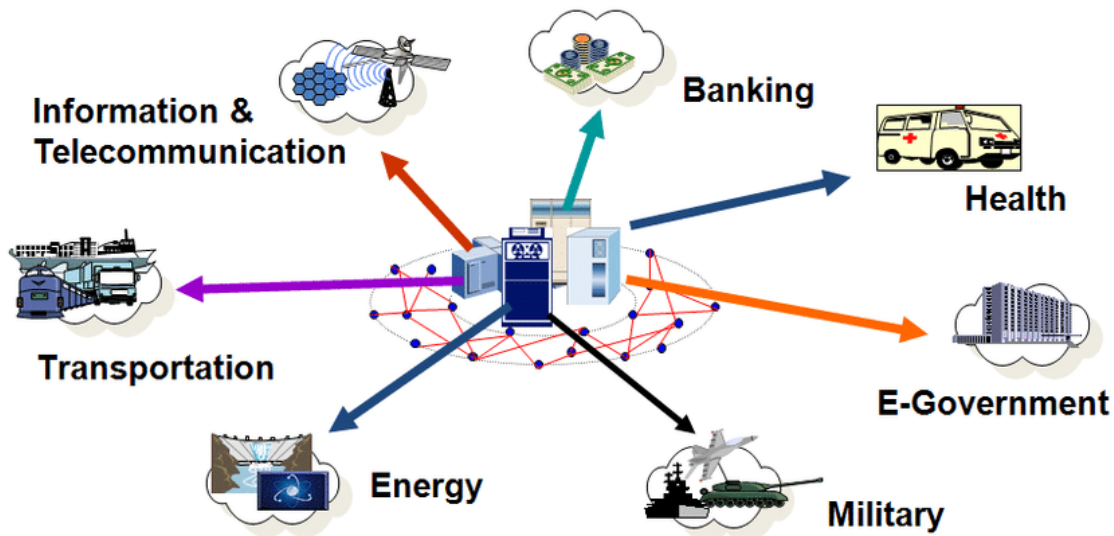 Information &
Telecommunication
Banking
Health
Transportation
E-Government
Energy
Military